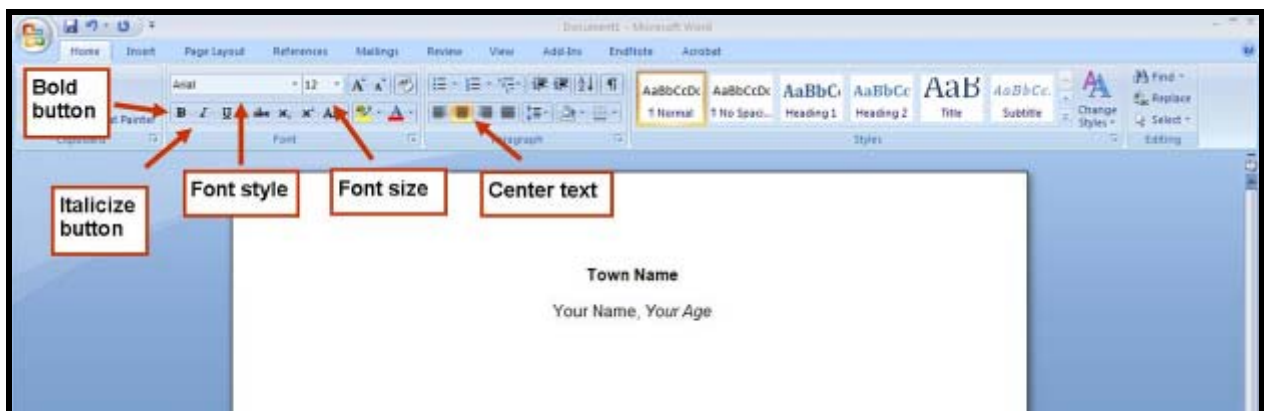 Document1 - Microsoft Word
Home Insert Page Layout References Mailings Review View Add-Ins EndNote Acrobat
Bold
button
Arial 12
Painter
B I U abe
AaBbCcDc AaBbCcDc AaBbC AaBbCc AaB AaBbCc.
¶ Normal ¶ No Spaci... Heading 1 Heading 2 Title Subtitle
Change
Styles
Find
Replace
Select
Clipboard Font Paragraph Styles Editing
Italicize
button
Font style
Font size
Center text
Town Name
Your Name, Your Age